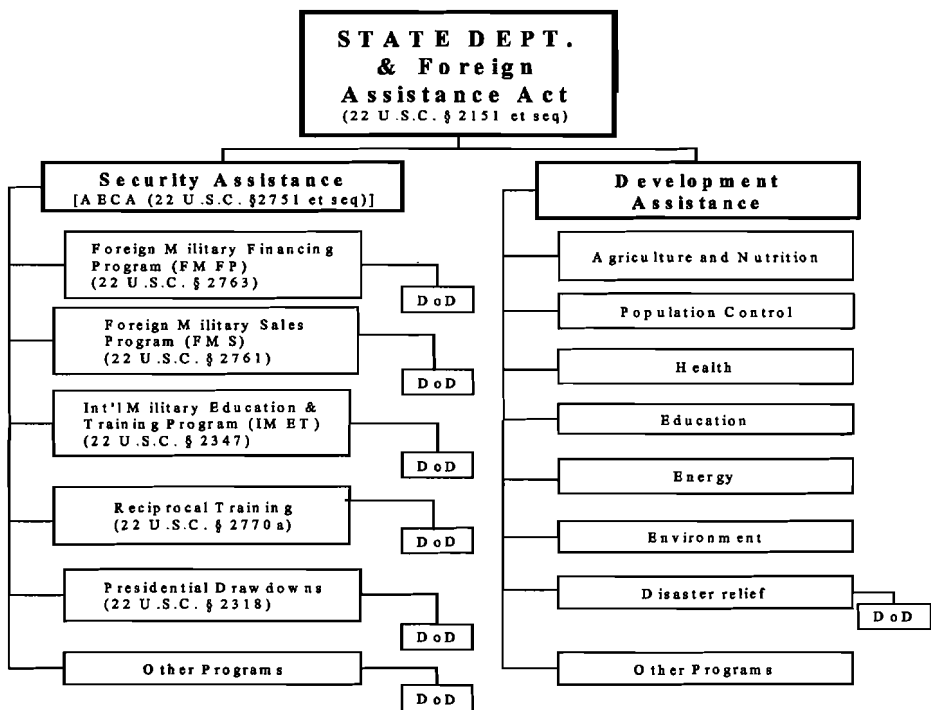 STATE DEPT.
& Foreign
Assistance Act
(22 U.S.C. § 2151 et seq)
Security Assistance
[AECA (22 U.S.C. §2751 et seq)]
Foreign Military Financing
Program (FMFP)
(22 U.S.C. § 2763)
DoD
Foreign Military Sales
Program (FMS)
(22 U.S.C. § 2761)
DoD
Int'l Military Education &
Training Program (IMET)
(22 U.S.C. § 2347)
DoD
Reciprocal Training
(22 U.S.C. § 2770a)
DoD
Presidential Drawdowns
(22 U.S.C. § 2318)
DoD
Other Programs
DoD
Development
Assistance
Agriculture and Nutrition
Population Control
Health
Education
Energy
Environment
Disaster relief
DoD
Other Programs